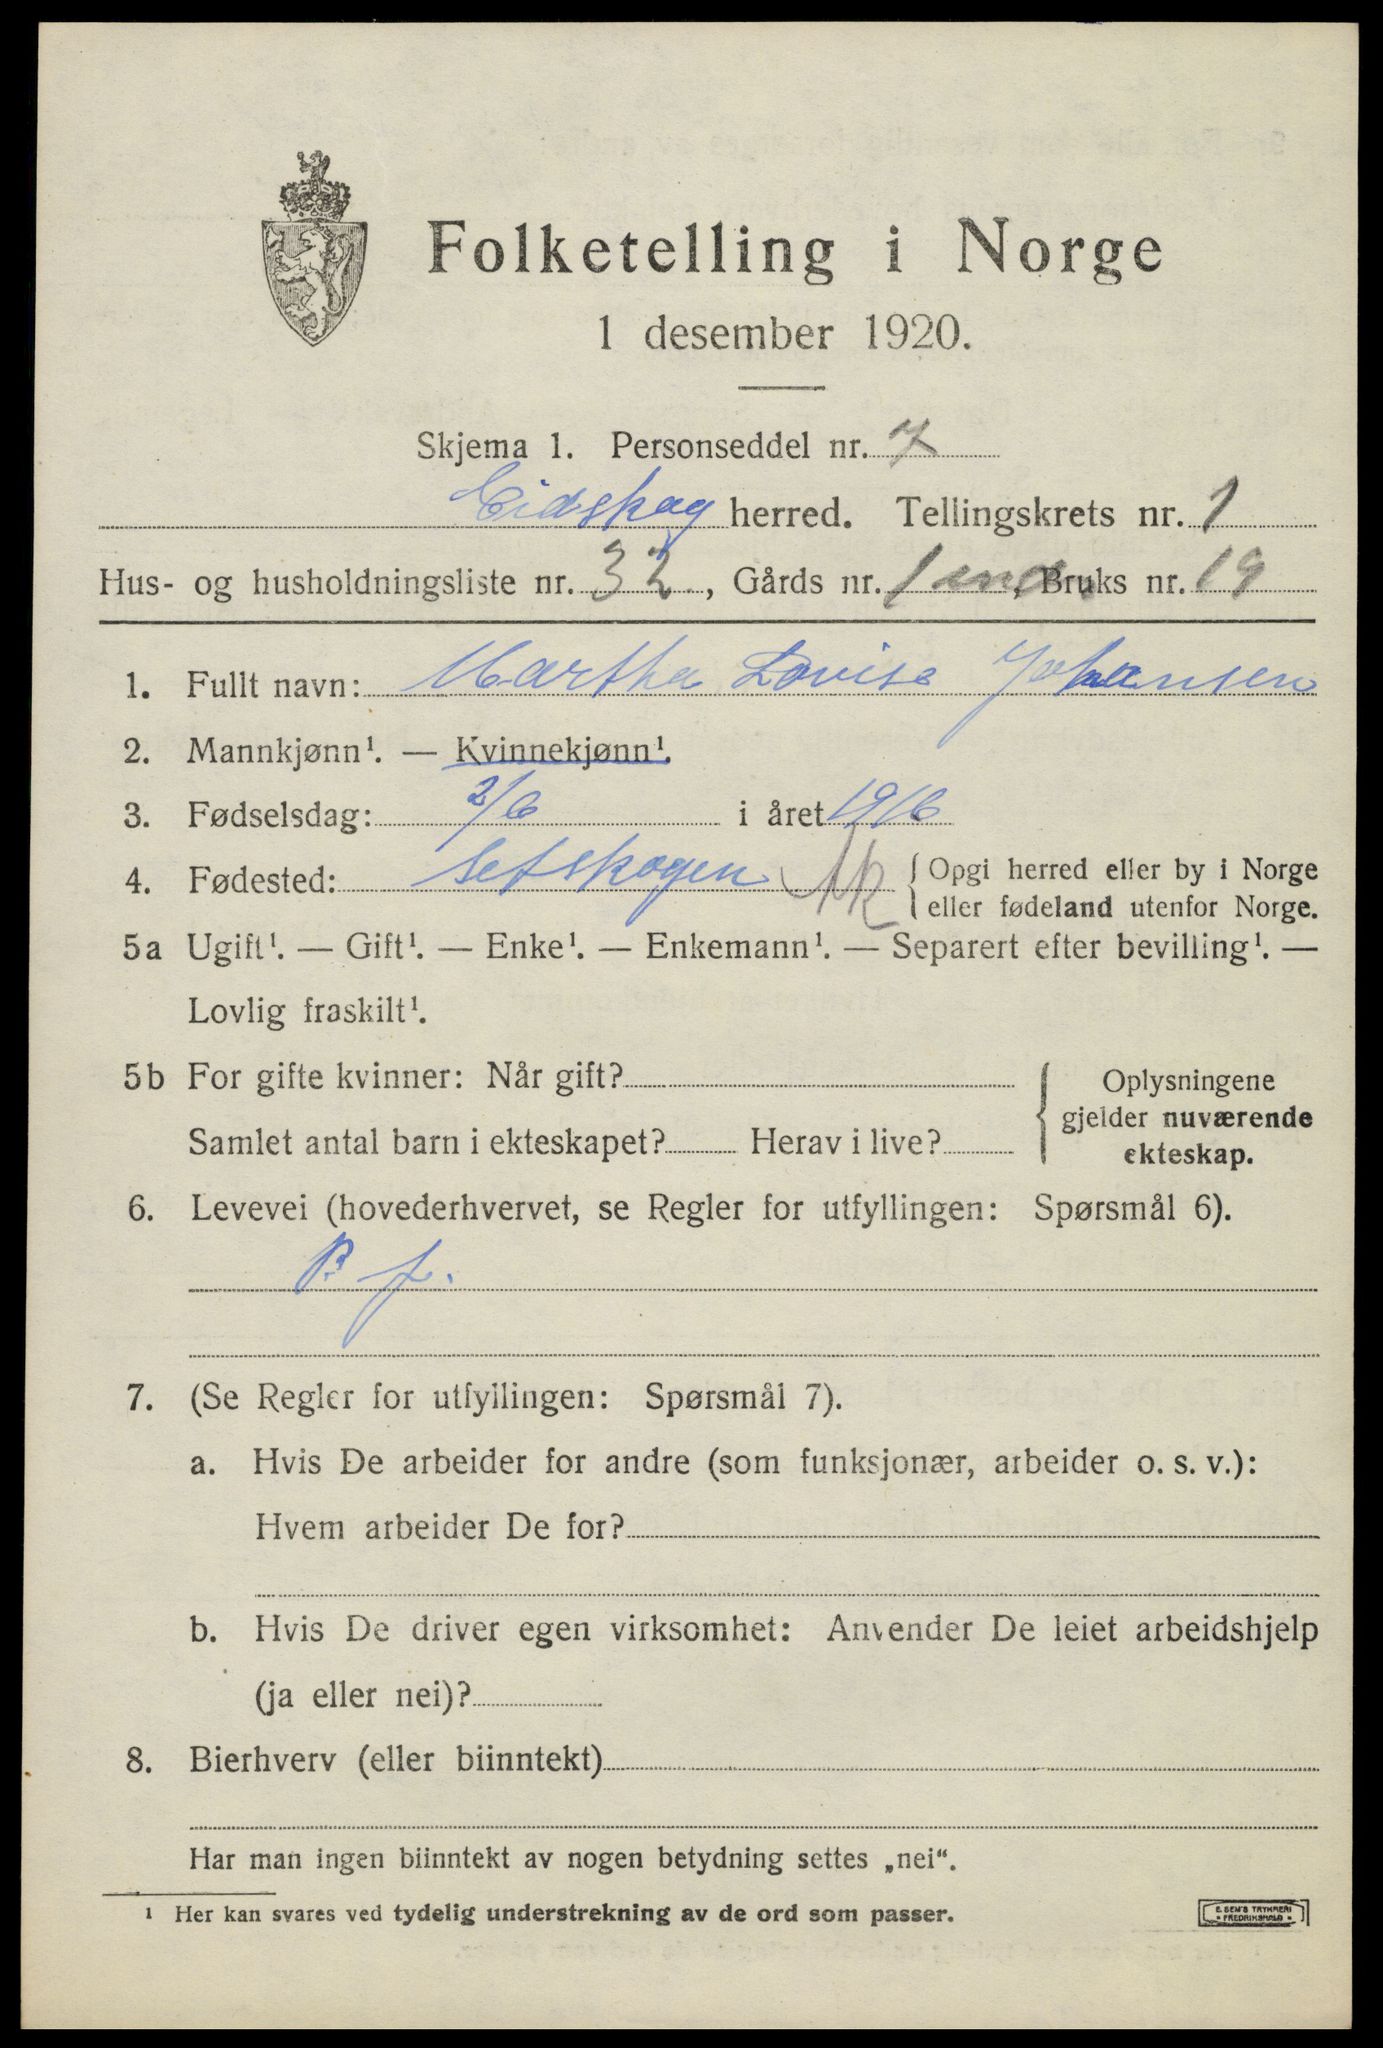 Folketelling i Norge
1 desember 1920.
Skjema 1. Personseddel nr. 7
Eidskog herred. Tellingskrets nr. 1
Hus- og husholdningsliste nr. 32, Gårds nr. 1, Bruks nr. 19
1. Fullt navn: Martha Lovise Johansen
2. Mannkjønn¹. — Kvinnekjønn¹.
3. Fødselsdag: 2/6 i året 1916
4. Fødested: Setskogen Ak { Opgi herred eller by i Norge
eller fødeland utenfor Norge.
5a Ugift¹. — Gift¹. — Enke¹. — Enkemann¹. — Separert efter bevilling¹. —
Lovlig fraskilt¹.
5b For gifte kvinner: Når gift?
Samlet antal barn i ekteskapet? Herav i live?
Oplysningene
gjelder nuværende
ekteskap.
6. Levevei (hovederhvervet, se Regler for utfyllingen: Spørsmål 6).
B. f.
7. (Se Regler for utfyllingen: Spørsmål 7).
a. Hvis De arbeider for andre (som funksjonær, arbeider o. s. v.):
Hvem arbeider De for?
b. Hvis De driver egen virksomhet: Anvender De leiet arbeidshjelp
(ja eller nei)?
8. Bierhverv (eller biinntekt)
Har man ingen biinntekt av nogen betydning settes „nei“.
¹ Her kan svares ved tydelig understrekning av de ord som passer.
E. SEM'S TRYKKERI
FREDRIKSHALD